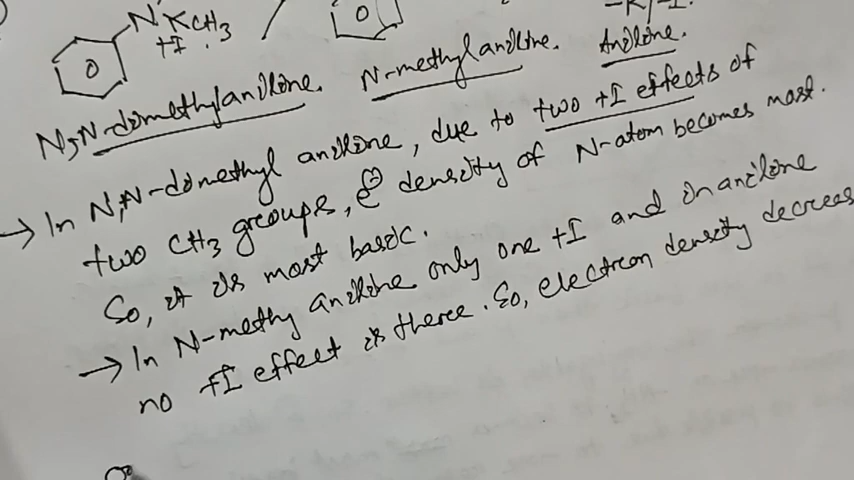 N CH3
+I
O
O
-R/-I.
N,N-dimethylaniline. N-methylaniline. Aniline.
→ In N,N-dimethyl aniline, due to two +I effects of
two CH3 groups, e⊖ density of N-atom becomes most.
So, it is most basic.
→ In N-methy aniline only one +I and in aniline
no +I effect is there. So, electron density decreas